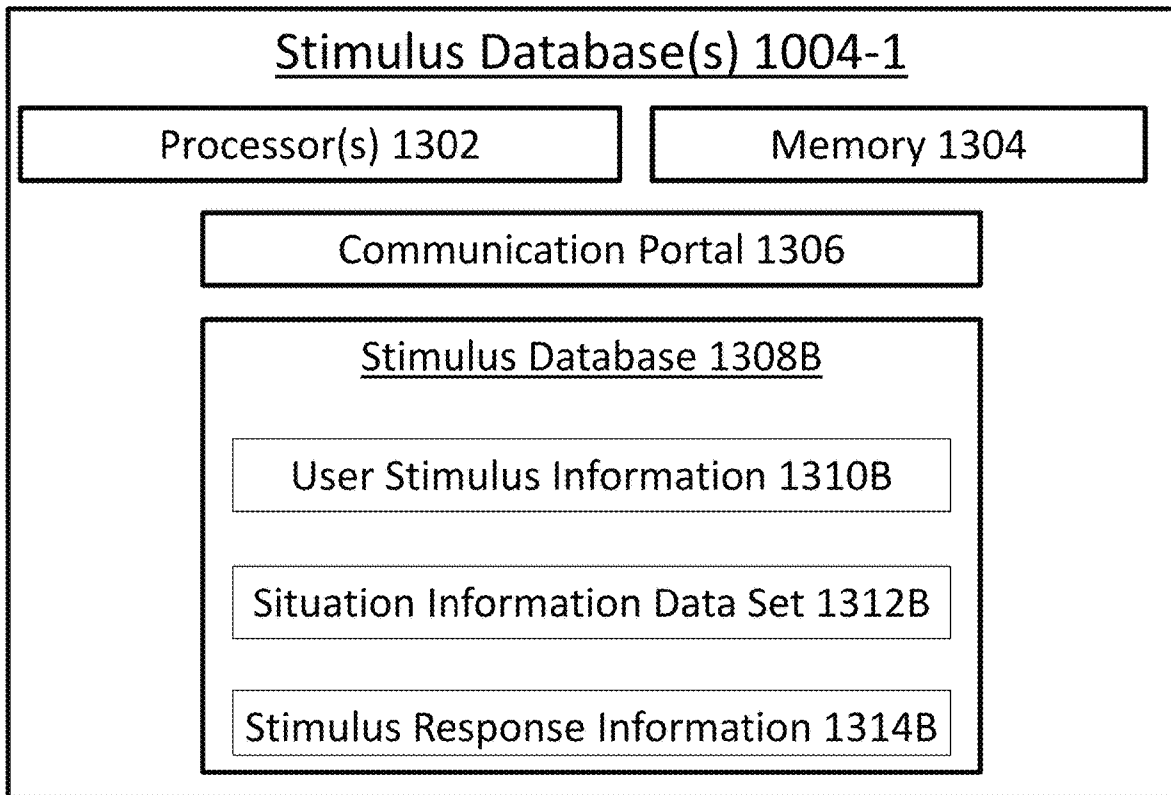 Stimulus Database(s) 1004-1
Processor(s) 1302
Memory 1304
Communication Portal 1306
Stimulus Database 1308B
User Stimulus Information 1310B
Situation Information Data Set 1312B
Stimulus Response Information 1314B